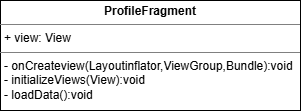 ProfileFragment
+ view: View
- onCreateview(Layoutinflator,ViewGroup,Bundle):void
- initializeViews(View):void
- loadData():void